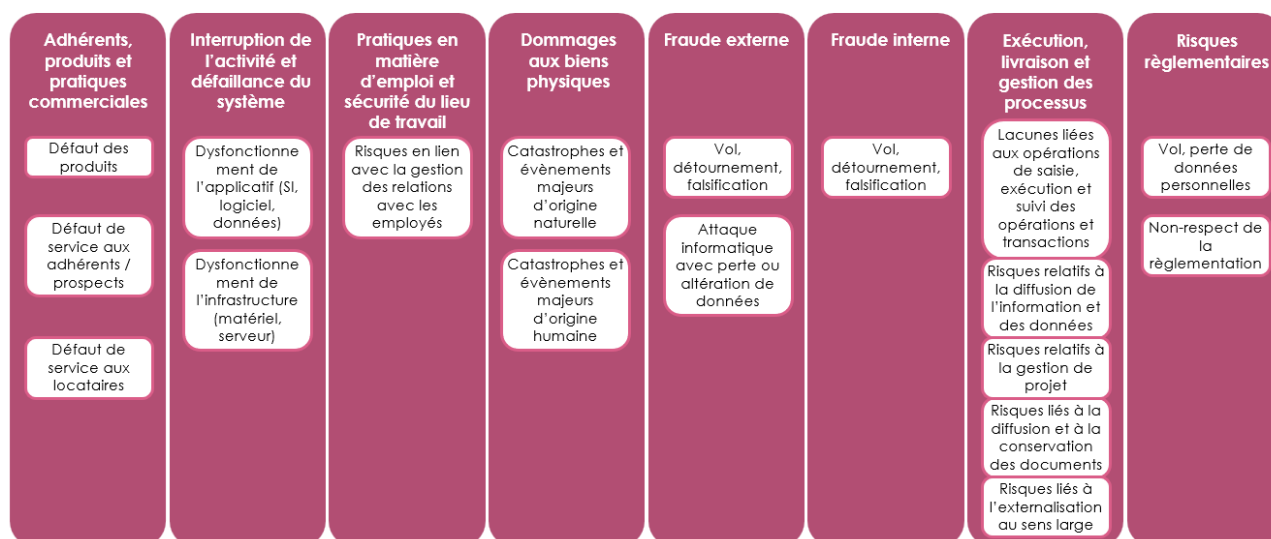 Adhérents,
produits et
pratiques
commerciales
Défaut des
produits
Défaut de
service aux
adhérents /
prospects
Défaut de
service aux
locataires
Interruption de
l'activité et
défaillance du
système
Dysfonctionne
ment de
l'applicatif (SI,
logiciel,
données)
Dysfonctionne
ment de
l'infrastructure
(matériel,
serveur)
Pratiques en
matière
d'emploi et
sécurité du lieu
de travail
Risques en lien
avec la gestion
des relations
avec les
employés
Dommages
aux biens
physiques
Catastrophes et
évènements
majeurs
d'origine
naturelle
Catastrophes et
évènements
majeurs
d'origine
humaine
Fraude externe
Vol,
détournement,
falsification
Attaque
informatique
avec perte ou
altération de
données
Fraude interne
Vol,
détournement,
falsification
Exécution,
livraison et
gestion des
processus
Lacunes liées
aux opérations
de saisie,
exécution et
suivi des
opérations et
transactions
Risques relatifs à
la diffusion de
l'information et
des données
Risques relatifs à
la gestion de
projet
Risques liés à la
diffusion et à la
conservation
des documents
Risques liés à
l'externalisation
au sens large
Risques
règlementaires
Vol, perte de
données
personnelles
Non-respect de
la
règlementation